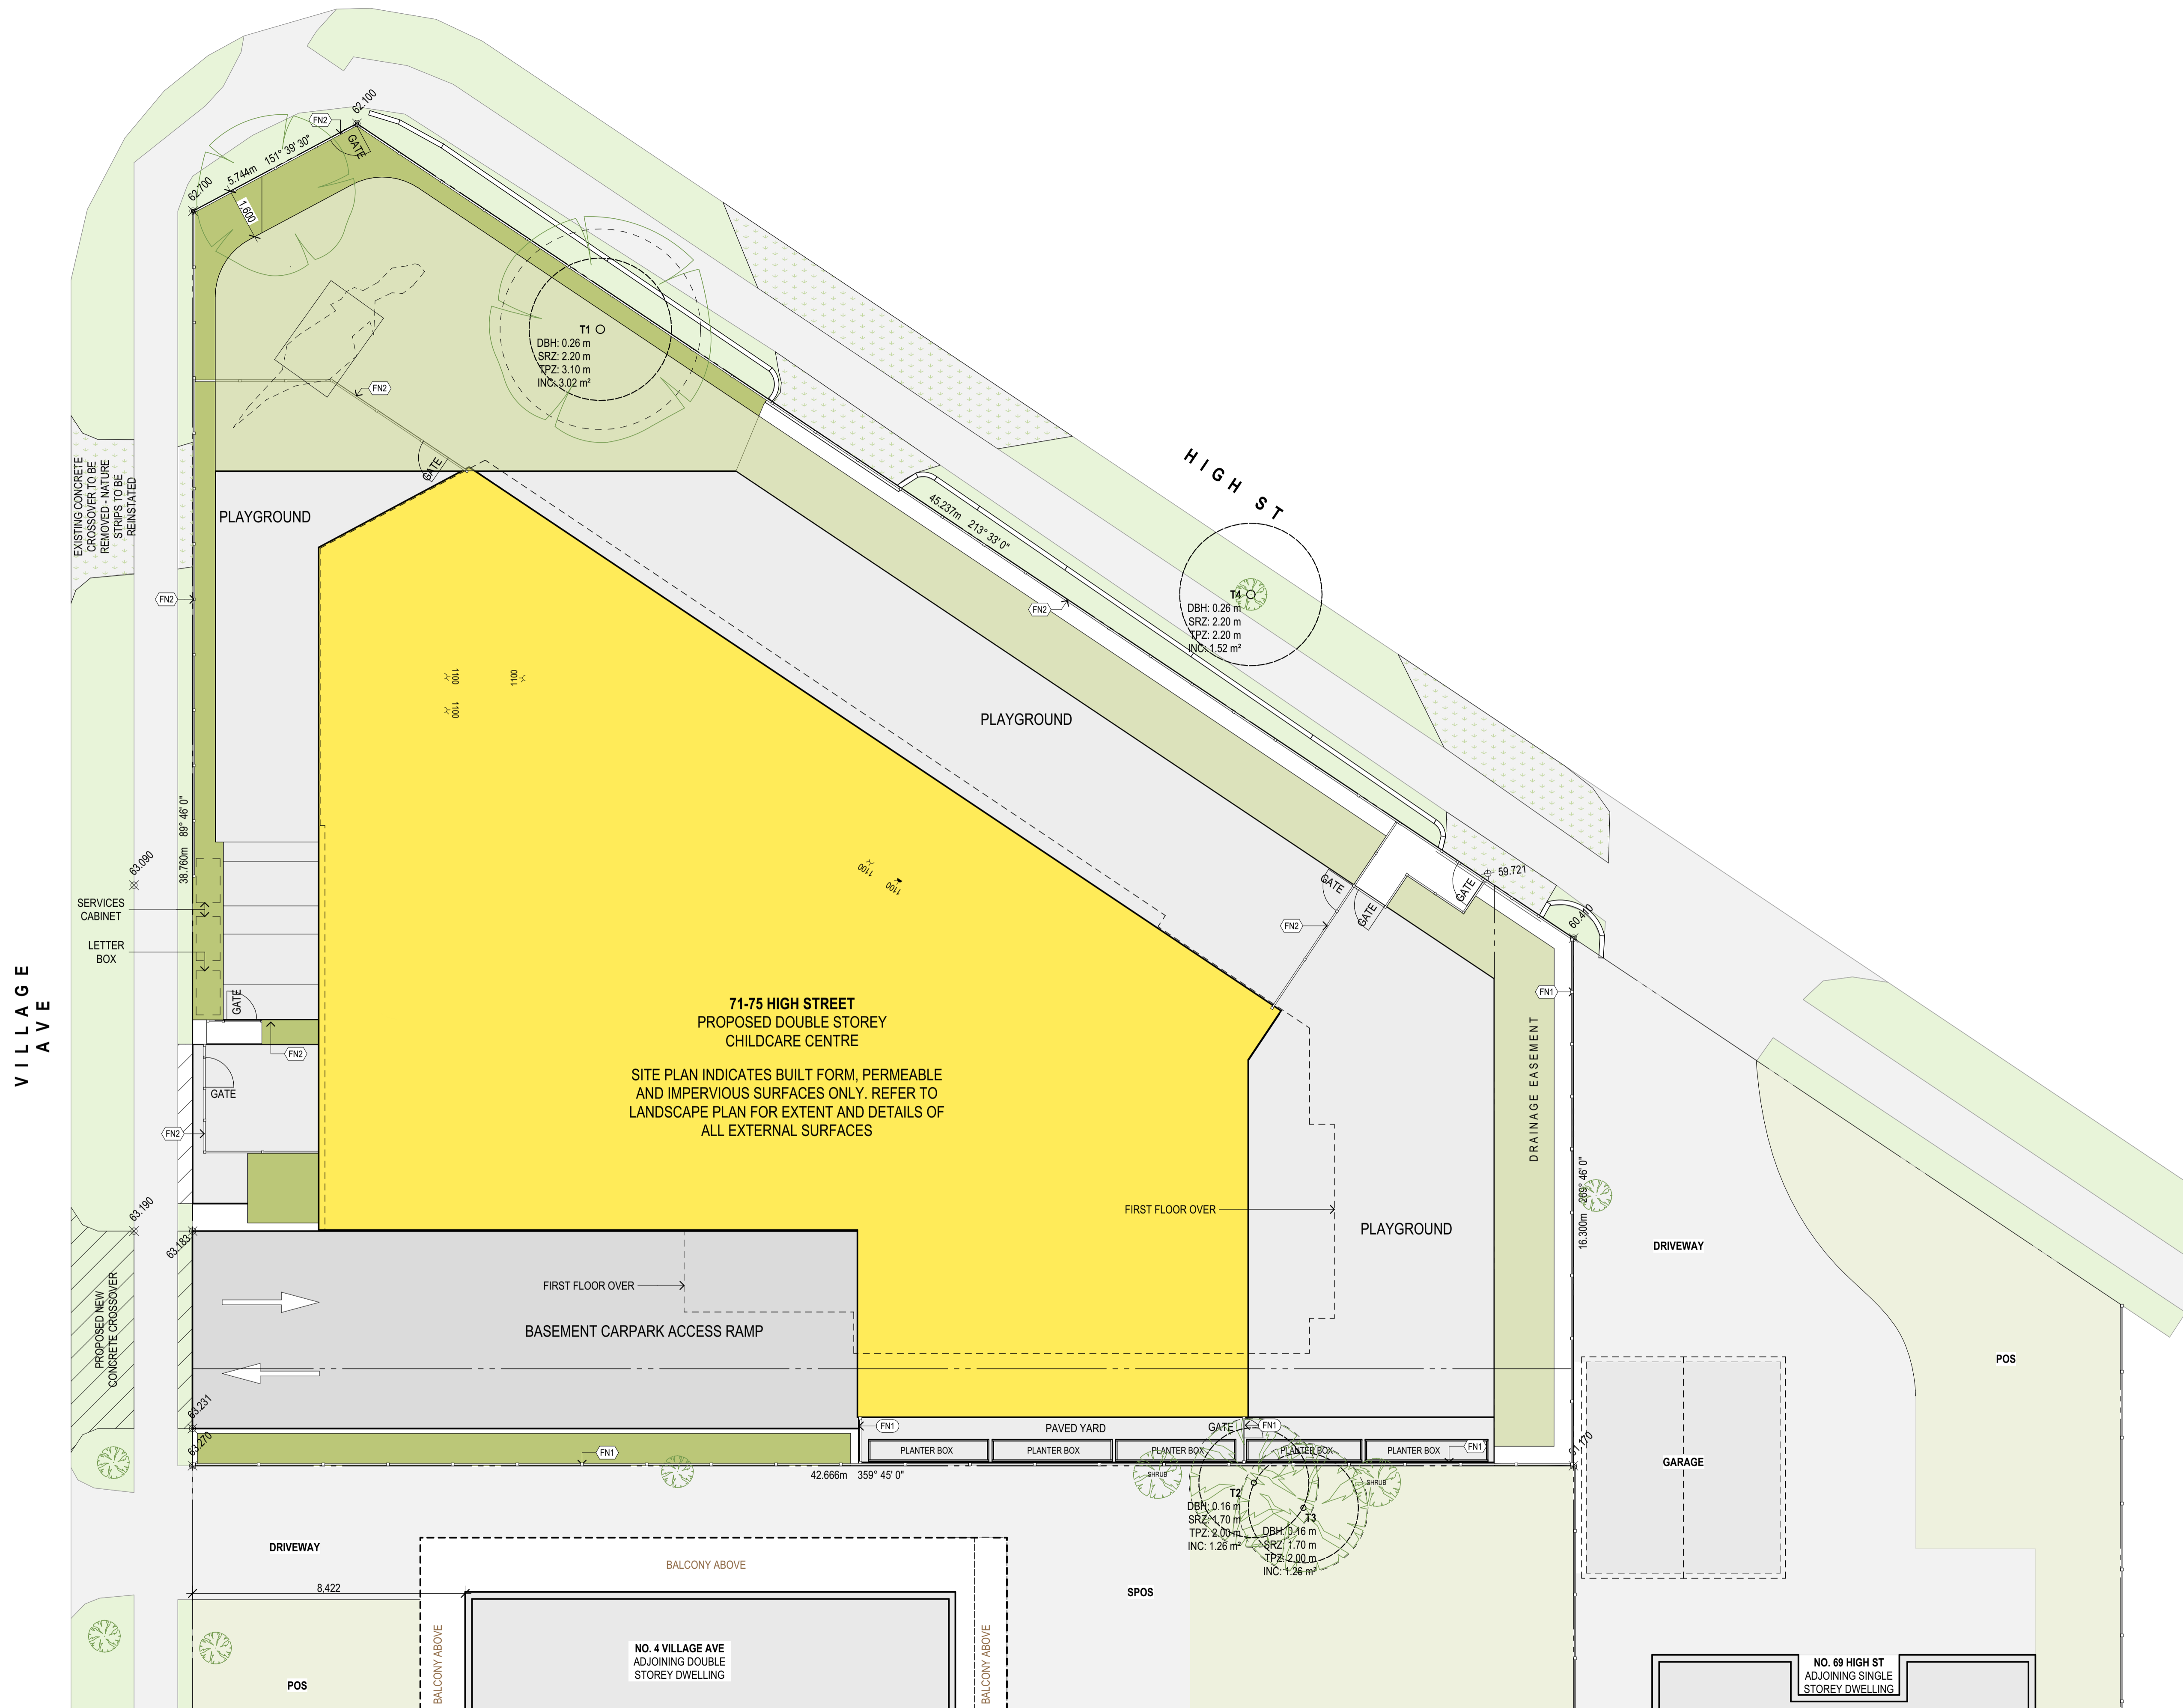 62.100
FN2
GATE
151° 39' 30"
5.744m
62.700
1.600
T1
DBH: 0.26 m
SRZ: 2.20 m
TPZ: 3.10 m
INC: 3.02 m²
FN2
GATE
HIGH ST
EXISTING CONCRETE
CROSSOVER TO BE
REMOVED - NATURE
STRIPS TO BE
REINSTATED
PLAYGROUND
45.237m 213° 33' 0"
FN2
FN2
T4
DBH: 0.26 m
SRZ: 2.20 m
TPZ: 2.20 m
INC: 1.52 m²
1100
1100
1100
PLAYGROUND
38.760m 89° 46' 0"
63.090
1100
1100
GATE
GATE
GATE
59.721
60.410
SERVICES
CABINET
LETTER
BOX
FN2
FN1
GATE
VILLAGE
AVE
71-75 HIGH STREET
PROPOSED DOUBLE STOREY
CHILDCARE CENTRE
SITE PLAN INDICATES BUILT FORM, PERMEABLE
AND IMPERVIOUS SURFACES ONLY. REFER TO
LANDSCAPE PLAN FOR EXTENT AND DETAILS OF
ALL EXTERNAL SURFACES
FN2
GATE
FN2
DRAINAGE EASEMENT
16.300m 269° 46' 0"
63.190
63.183
FIRST FLOOR OVER
PLAYGROUND
DRIVEWAY
FIRST FLOOR OVER
BASEMENT CARPARK ACCESS RAMP
PROPOSED NEW
CONCRETE CROSSOVER
POS
63.231
63.270
FN1
FN1
PAVED YARD
GATE
FN1
FN1
PLANTER BOX
PLANTER BOX
PLANTER BOX
PLANTER BOX
PLANTER BOX
GARAGE
42.666m 359° 45' 0"
SHRUB
SHRUB
T2
DBH: 0.16 m
SRZ: 1.70 m
TPZ: 2.00 m
INC: 1.26 m²
T3
DBH: 0.16 m
SRZ: 1.70 m
TPZ: 2.00 m
INC: 1.26 m²
DRIVEWAY
BALCONY ABOVE
8,422
SPOS
BALCONY ABOVE
NO. 4 VILLAGE AVE
ADJOINING DOUBLE
STOREY DWELLING
BALCONY ABOVE
POS
NO. 69 HIGH ST
ADJOINING SINGLE
STOREY DWELLING